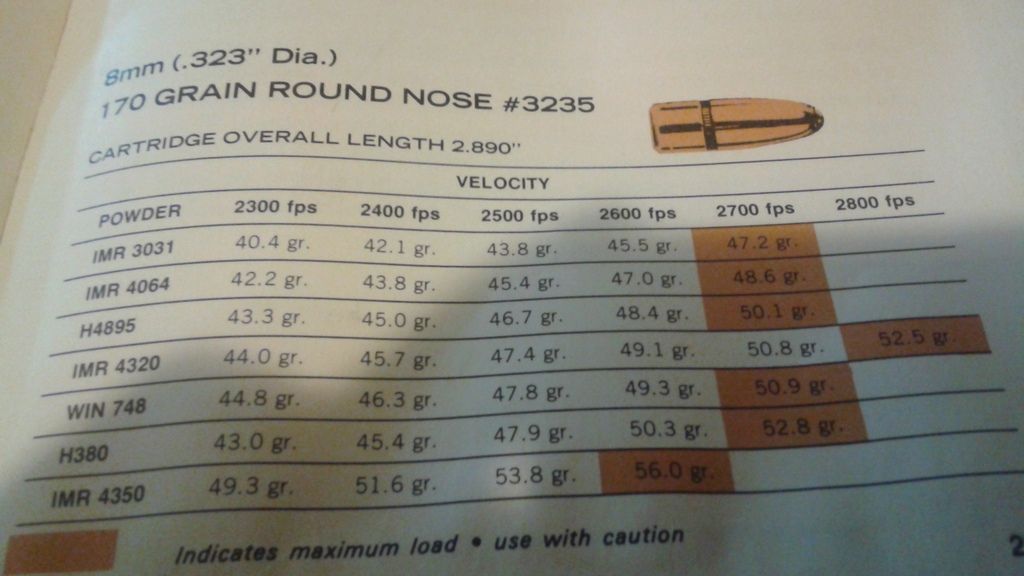 8mm (.323" Dia.)
170 GRAIN ROUND NOSE #3235
CARTRIDGE OVERALL LENGTH 2.890"
VELOCITY
POWDER 2300 fps 2400 fps 2500 fps 2600 fps 2700 fps 2800 fps
IMR 3031 40.4 gr. 42.1 gr. 43.8 gr. 45.5 gr. 47.2 gr.
IMR 4064 42.2 gr. 43.8 gr. 45.4 gr. 47.0 gr. 48.6 gr.
H4895 43.3 gr. 45.0 gr. 46.7 gr. 48.4 gr. 50.1 gr.
IMR 4320 44.0 gr. 45.7 gr. 47.4 gr. 49.1 gr. 50.8 gr. 52.5 gr.
WIN 748 44.8 gr. 46.3 gr. 47.8 gr. 49.3 gr. 50.9 gr.
H380 43.0 gr. 45.4 gr. 47.9 gr. 50.3 gr. 52.8 gr.
IMR 4350 49.3 gr. 51.6 gr. 53.8 gr. 56.0 gr.
Indicates maximum load • use with caution
2